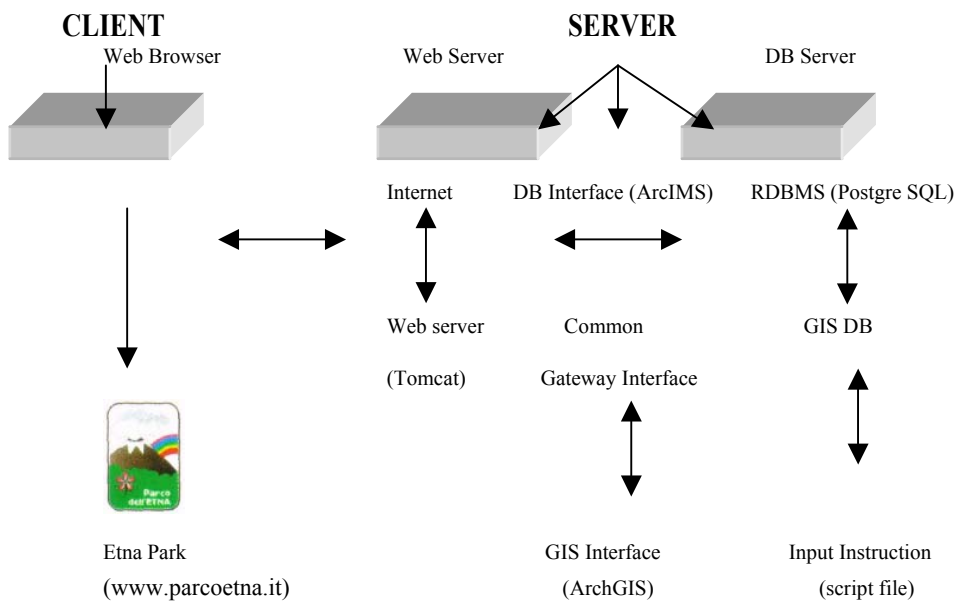 CLIENT SERVER
Web Browser Web Server DB Server
Internet DB Interface (ArcIMS) RDBMS (Postgre SQL)
Web server Common GIS DB
(Tomcat) Gateway Interface
Parco
dell'ETNA
Etna Park GIS Interface Input Instruction
(www.parcoetna.it) (ArchGIS) (script file)